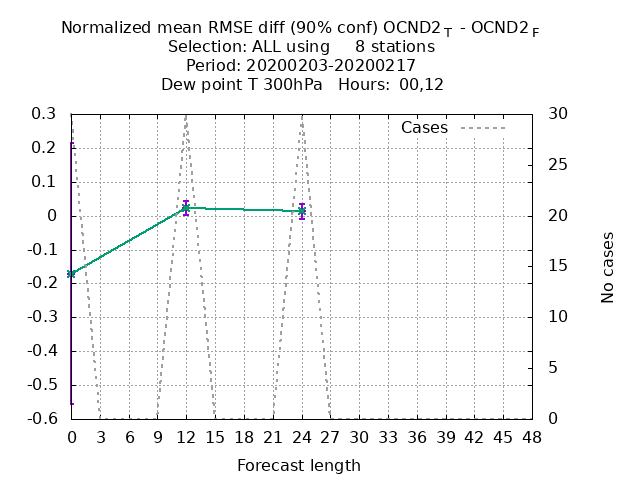 Normalized mean RMSE diff (90% conf) OCND2 T - OCND2 F
Selection: ALL using 8 stations
Period: 20200203-20200217
Dew point T 300hPa Hours: 00,12
Cases
0.3
0.2
0.1
0
-0.1
-0.2
-0.3
-0.4
-0.5
-0.6
30
25
20
15
10
5
0
No cases
0 3 6 9 12 15 18 21 24 27 30 33 36 39 42 45 48
Forecast length